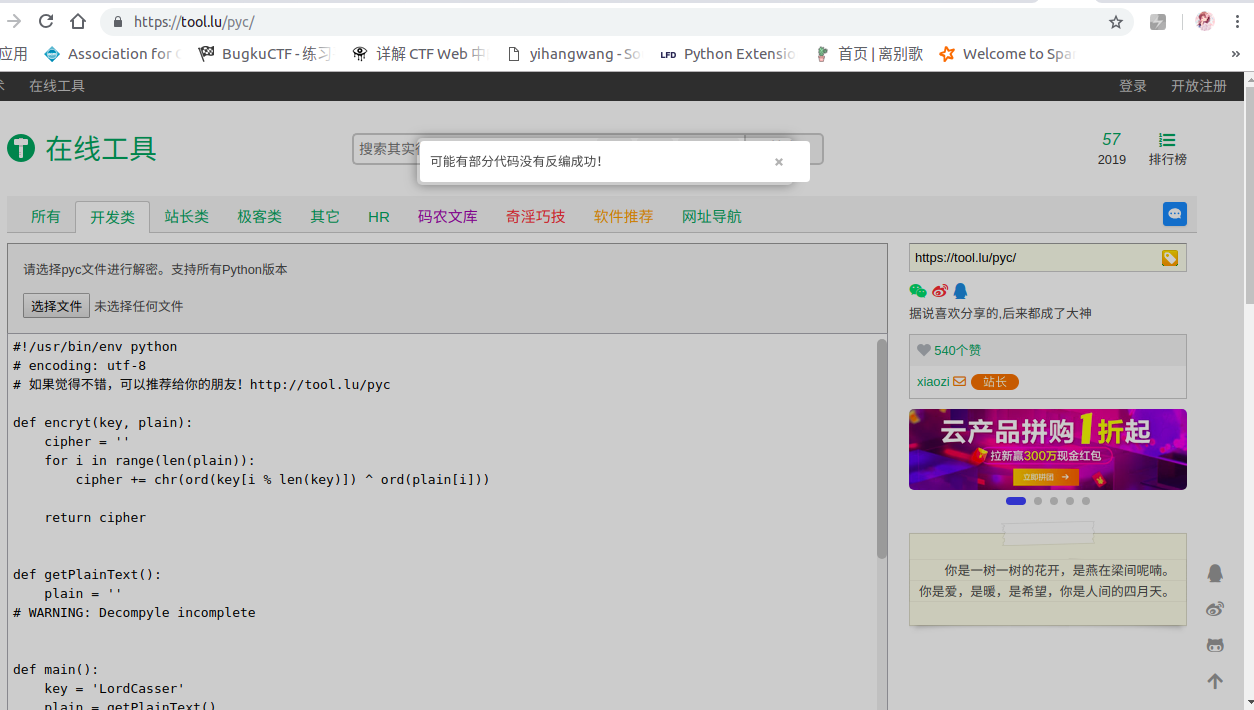 https://tool.lu/pyc/
应用 Association for BugkuCTF - 练习 详解 CTF Web 中 yihangwang - So LFD Python Extensio 首页 | 离别歌 Welcome to Spa »
在线工具 登录 开放注册
在线工具
搜索其实
57
2019
排行榜
可能有部分代码没有反编成功! ×
所有 开发类 站长类 极客类 其它 HR 码农文库 奇淫巧技 软件推荐 网址导航
请选择pyc文件进行解密。支持所有Python版本
选择文件 未选择任何文件
#!/usr/bin/env python
# encoding: utf-8
# 如果觉得不错，可以推荐给你的朋友！http://tool.lu/pyc
def encryt(key, plain):
    cipher = ''
    for i in range(len(plain)):
        cipher += chr(ord(key[i % len(key)]) ^ ord(plain[i]))
    return cipher
def getPlainText():
    plain = ''
# WARNING: Decompyle incomplete
def main():
    key = 'LordCasser'
    plain = getPlainText()
https://tool.lu/pyc/
据说喜欢分享的,后来都成了大神
540个赞
xiaozi 站长
云产品拼购1折起
拉新赢300万现金红包
立即拼团 →
你是一树一树的花开，是燕在梁间呢喃。
你是爱，是暖，是希望，你是人间的四月天。